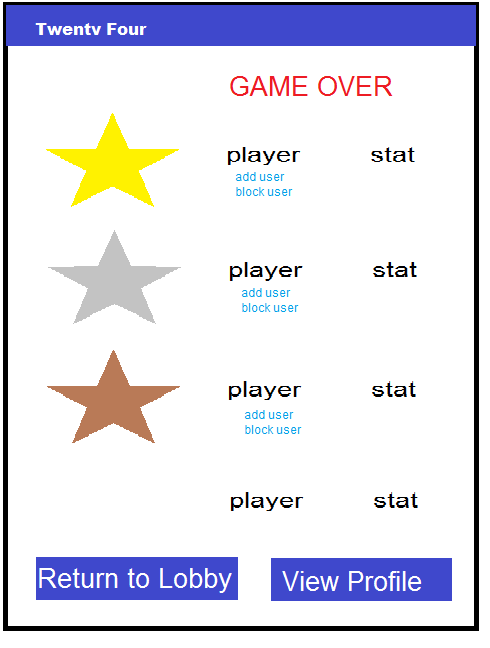 Twenty Four
GAME OVER
player stat
add user
block user
player stat
add user
block user
player stat
add user
block user
player stat
Return to Lobby View Profile